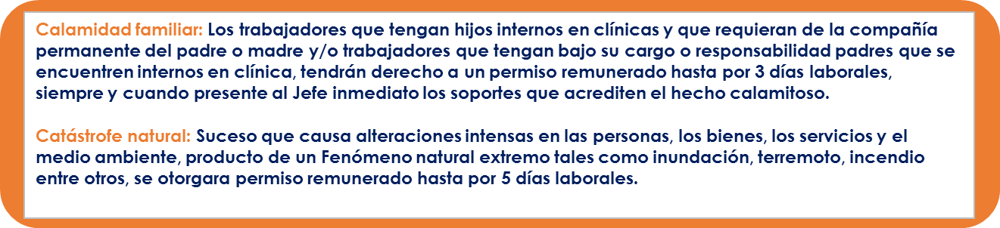 Calamidad familiar: Los trabajadores que tengan hijos internos en clínicas y que requieran de la compañía
permanente del padre o madre y/o trabajadores que tengan bajo su cargo o responsabilidad padres que se
encuentren internos en clínica, tendrán derecho a un permiso remunerado hasta por 3 días laborales,
siempre y cuando presente al Jefe inmediato los soportes que acrediten el hecho calamitoso.
Catástrofe natural: Suceso que causa alteraciones intensas en las personas, los bienes, los servicios y el
medio ambiente, producto de un Fenómeno natural extremo tales como inundación, terremoto, incendio
entre otros, se otorgara permiso remunerado hasta por 5 días laborales.